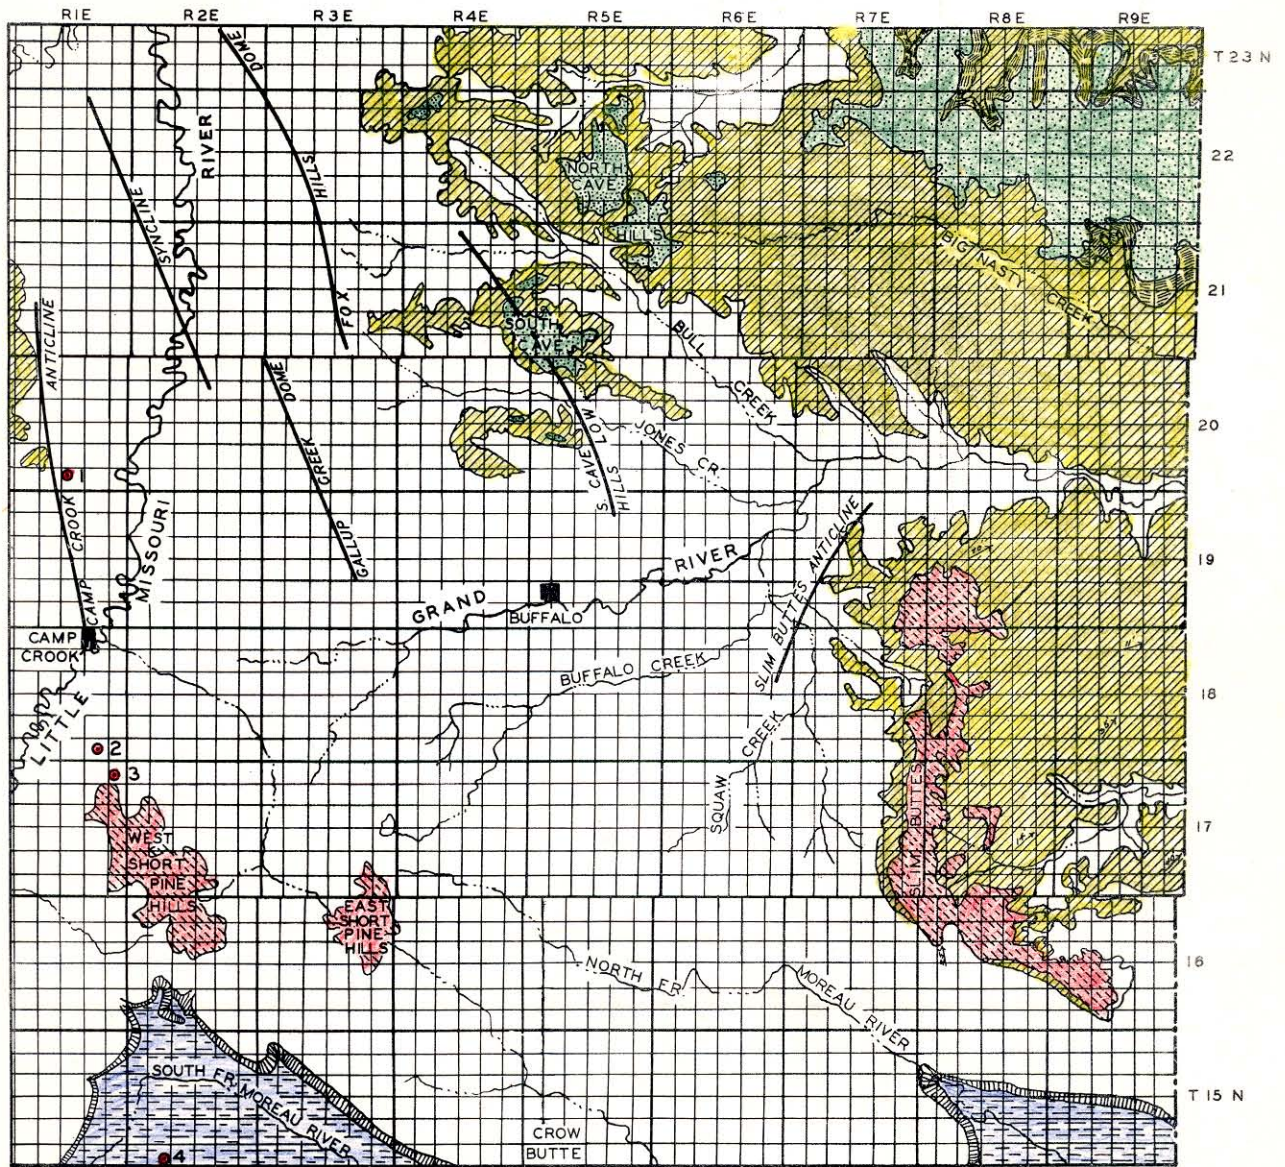 R1E R2E R3E R4E R5E R6E R7E R8E R9E
T 23 N
22
21
20
19
18
17
16
T 15 N
DOME
HILLS
FOX
RIVER
MISSOURI
LITTLE
SYNCLINE
ANTICLINE
CROOK
CAMP
1
DOME
CREEK
GALLUP
NORTH
CAVE
HILLS
SOUTH
CAVE
S. CAVE LOW
HILLS
BIG NASTY CREEK
BULL
CREEK
JONES CR.
GRAND
RIVER
BUFFALO
CAMP
CROOK
BUFFALO CREEK
SLIM BUTTES ANTICLINE
SQUAW
CREEK
SLIM BUTTES
2
3
WEST
SHORT
PINE
HILLS
EAST
SHORT
PINE
HILLS
NORTH FR.
MOREAU RIVER
SOUTH FR. MOREAU RIVER
4
CROW
BUTTE